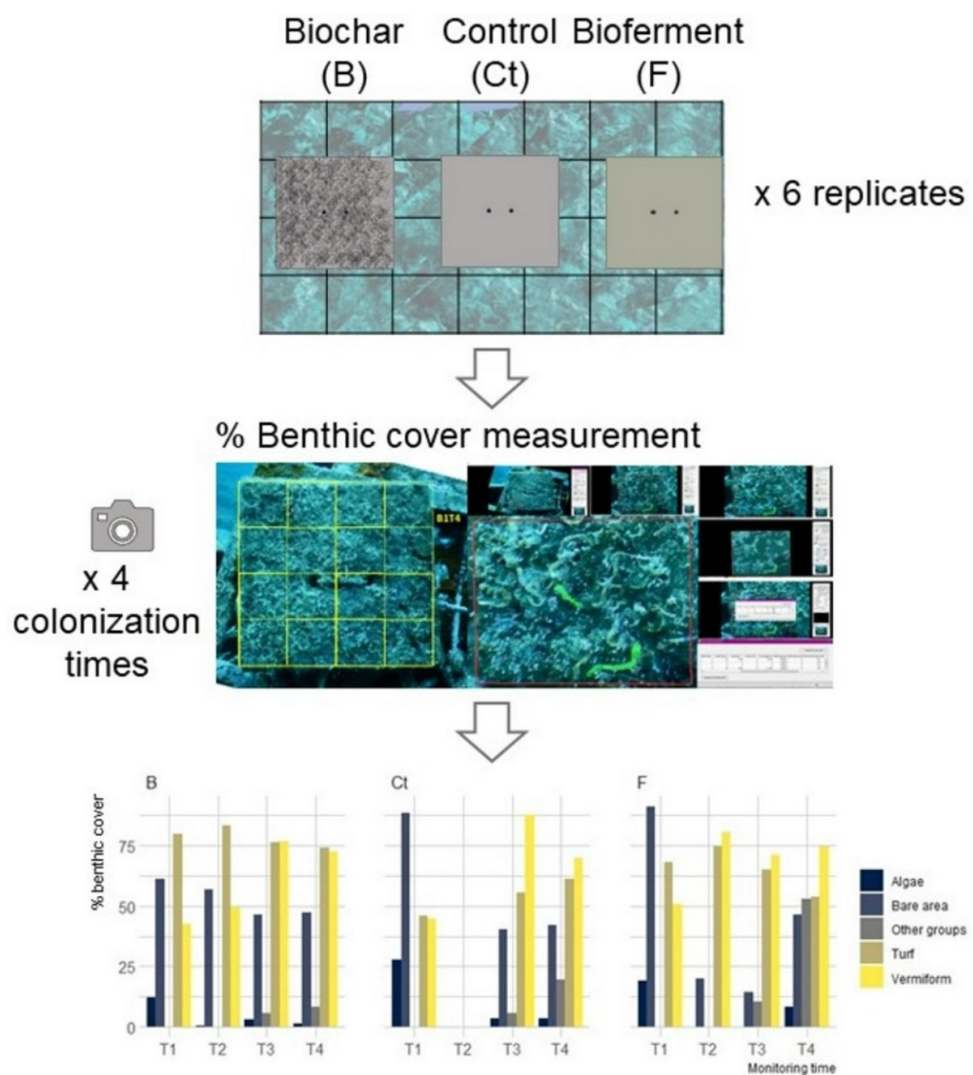 Biochar Control Bioferment
(B) (Ct) (F)
x 6 replicates
% Benthic cover measurement
B1T4
x 4
colonization
times
B Ct F
% benthic cover
75
50
25
0
T1 T2 T3 T4 T1 T2 T3 T4 T1 T2 T3 T4
Monitoring time
Algae
Bare area
Other groups
Turf
Vermiform